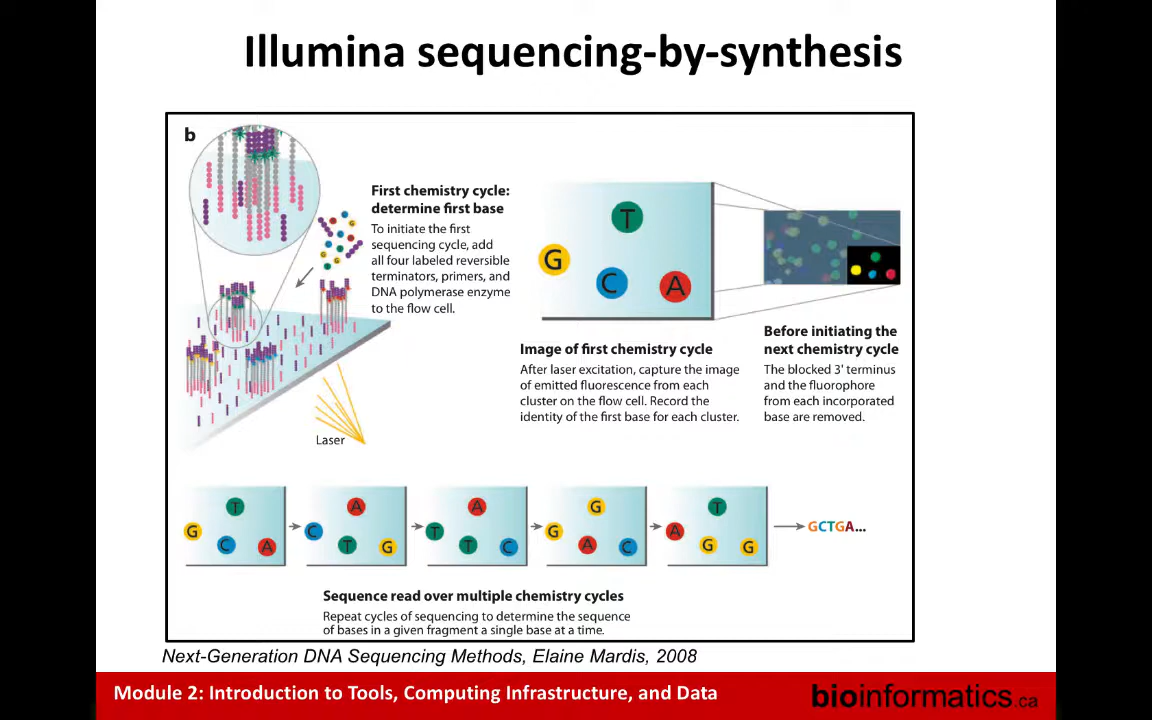 Illumina sequencing-by-synthesis
b
First chemistry cycle:
determine first base
To initiate the first
sequencing cycle, add
all four labeled reversible
terminators, primers, and
DNA polymerase enzyme
to the flow cell.
G
T
C
A
Image of first chemistry cycle
After laser excitation, capture the image
of emitted fluorescence from each
cluster on the flow cell. Record the
identity of the first base for each cluster.
Before initiating the
next chemistry cycle
The blocked 3' terminus
and the fluorophore
from each incorporated
base are removed.
Laser
G T C A
C A T G
T A T C
G G A C
A T G G
GCTGA...
Sequence read over multiple chemistry cycles
Repeat cycles of sequencing to determine the sequence
of bases in a given fragment a single base at a time.
Next-Generation DNA Sequencing Methods, Elaine Mardis, 2008
Module 2: Introduction to Tools, Computing Infrastructure, and Data
bioinformatics.ca